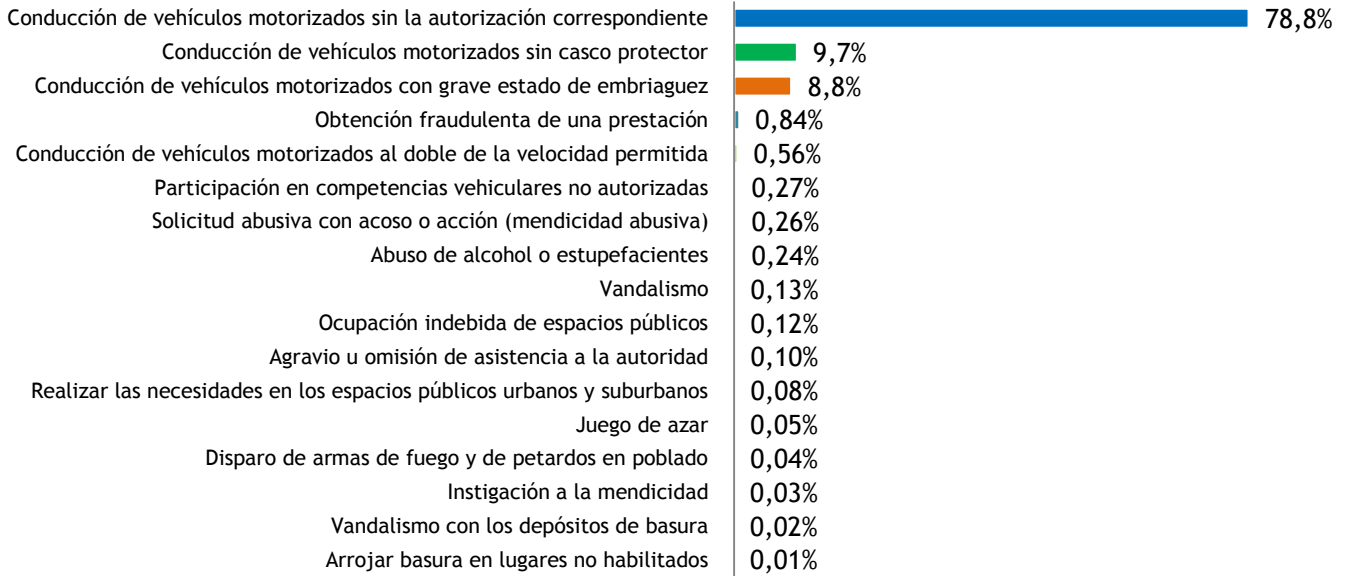 Conducción de vehículos motorizados sin la autorización correspondiente 78,8%
Conducción de vehículos motorizados sin casco protector 9,7%
Conducción de vehículos motorizados con grave estado de embriaguez 8,8%
Obtención fraudulenta de una prestación 0,84%
Conducción de vehículos motorizados al doble de la velocidad permitida 0,56%
Participación en competencias vehiculares no autorizadas 0,27%
Solicitud abusiva con acoso o acción (mendicidad abusiva) 0,26%
Abuso de alcohol o estupefacientes 0,24%
Vandalismo 0,13%
Ocupación indebida de espacios públicos 0,12%
Agravio u omisión de asistencia a la autoridad 0,10%
Realizar las necesidades en los espacios públicos urbanos y suburbanos 0,08%
Juego de azar 0,05%
Disparo de armas de fuego y de petardos en poblado 0,04%
Instigación a la mendicidad 0,03%
Vandalismo con los depósitos de basura 0,02%
Arrojar basura en lugares no habilitados 0,01%